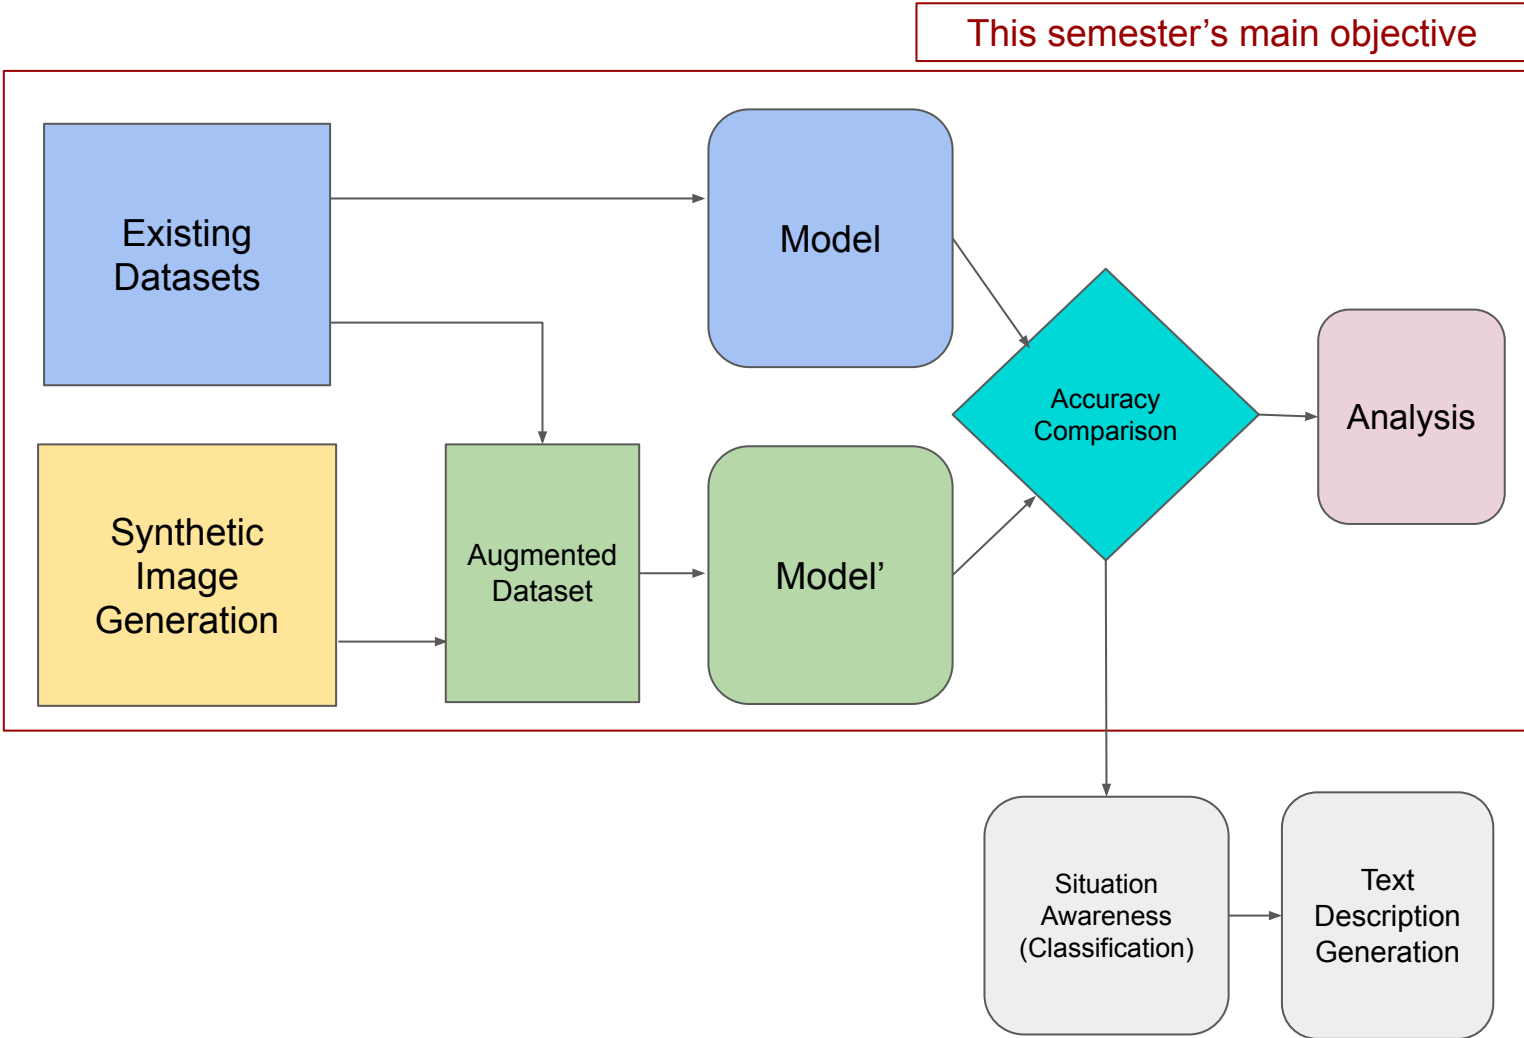 This semester’s main objective
Existing
Datasets
Model
Accuracy
Comparison
Analysis
Synthetic
Image
Generation
Augmented
Dataset
Model’
Situation
Awareness
(Classification)
Text
Description
Generation